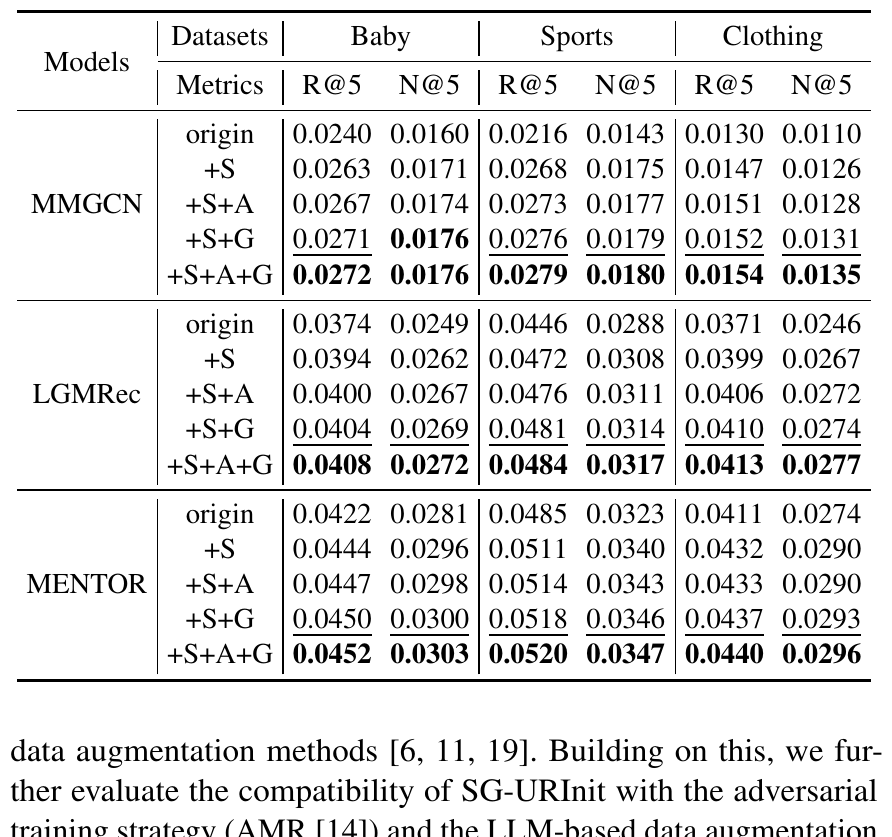 Models Datasets Baby Sports Clothing
Metrics R@5 N@5 R@5 N@5 R@5 N@5
MMGCN
origin 0.0240 0.0160 0.0216 0.0143 0.0130 0.0110
+S 0.0263 0.0171 0.0268 0.0175 0.0147 0.0126
+S+A 0.0267 0.0174 0.0273 0.0177 0.0151 0.0128
+S+G 0.0271 0.0176 0.0276 0.0179 0.0152 0.0131
+S+A+G 0.0272 0.0176 0.0279 0.0180 0.0154 0.0135
LGMRec
origin 0.0374 0.0249 0.0446 0.0288 0.0371 0.0246
+S 0.0394 0.0262 0.0472 0.0308 0.0399 0.0267
+S+A 0.0400 0.0267 0.0476 0.0311 0.0406 0.0272
+S+G 0.0404 0.0269 0.0481 0.0314 0.0410 0.0274
+S+A+G 0.0408 0.0272 0.0484 0.0317 0.0413 0.0277
MENTOR
origin 0.0422 0.0281 0.0485 0.0323 0.0411 0.0274
+S 0.0444 0.0296 0.0511 0.0340 0.0432 0.0290
+S+A 0.0447 0.0298 0.0514 0.0343 0.0433 0.0290
+S+G 0.0450 0.0300 0.0518 0.0346 0.0437 0.0293
+S+A+G 0.0452 0.0303 0.0520 0.0347 0.0440 0.0296
data augmentation methods [6, 11, 19]. Building on this, we fur-
ther evaluate the compatibility of SG-URInit with the adversarial
training strategy (AMR [14]) and the LLM-based data augmentation